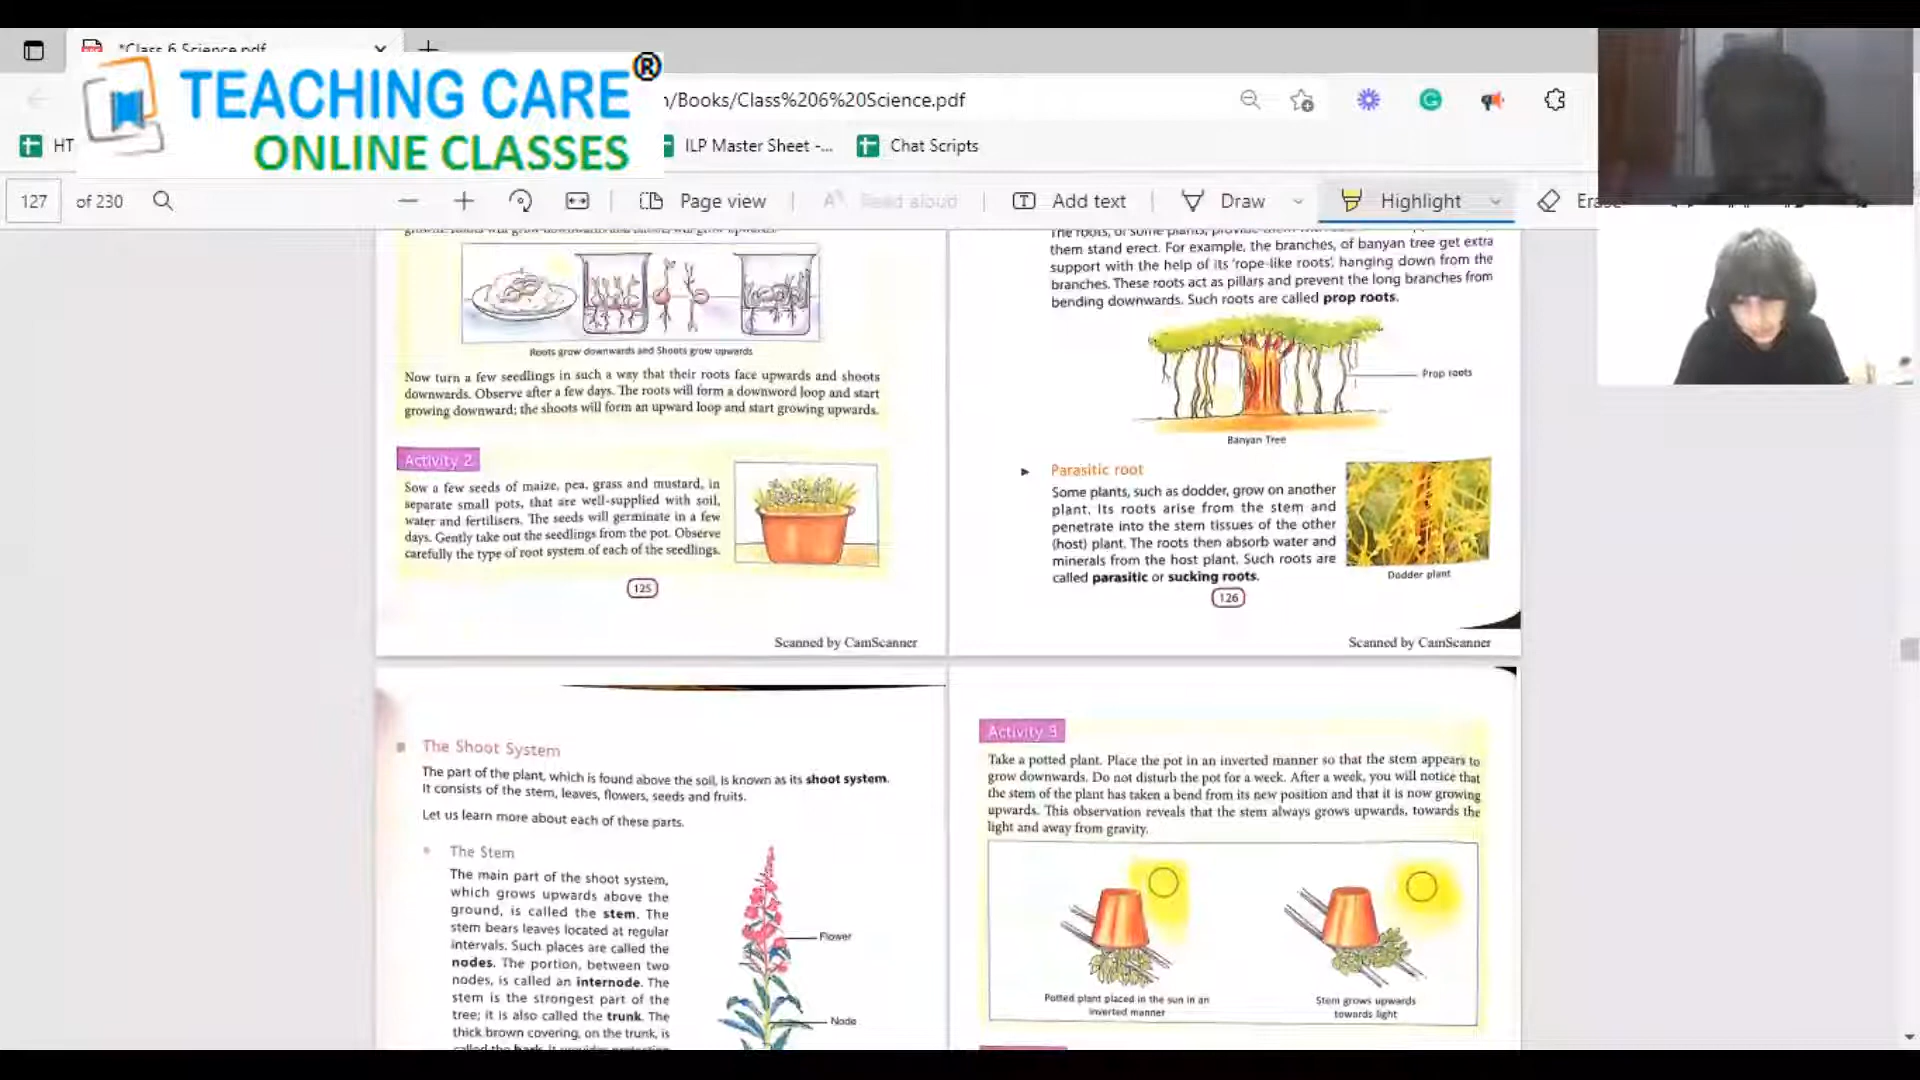 *Class 6 Science.pdf
TEACHING CARE®
ONLINE CLASSES
/Books/Class%206%20Science.pdf
HT
ILP Master Sheet -...
Chat Scripts
127 of 230
Page view
Read aloud
Add text
Draw
Highlight
Roots grow downwards and Shoots grow upwards
Now turn a few seedlings in such a way that their roots face upwards and shoots
downwards. Observe after a few days. The roots will form a downword loop and start
growing downward; the shoots will form an upward loop and start growing upwards.
Activity 2
Sow a few seeds of maize, pea, grass and mustard, in
separate small pots, that are well-supplied with soil,
water and fertilisers. The seeds will germinate in a few
days. Gently take out the seedlings from the pot. Observe
carefully the type of root system of each of the seedlings.
125
Scanned by CamScanner
The roots, of some plants, provide them
them stand erect. For example, the branches, of banyan tree get extra
support with the help of its 'rope-like roots', hanging down from the
branches. These roots act as pillars and prevent the long branches from
bending downwards. Such roots are called prop roots.
Prop roots
Banyan Tree
Parasitic root
Some plants, such as dodder, grow on another
plant. Its roots arise from the stem and
penetrate into the stem tissues of the other
(host) plant. The roots then absorb water and
minerals from the host plant. Such roots are
called parasitic or sucking roots.
Dodder plant
126
Scanned by CamScanner
The Shoot System
The part of the plant, which is found above the soil, is known as its shoot system.
It consists of the stem, leaves, flowers, seeds and fruits.
Let us learn more about each of these parts.
The Stem
The main part of the shoot system,
which grows upwards above the
ground, is called the stem. The
stem bears leaves located at regular
intervals. Such places are called the
nodes. The portion, between two
nodes, is called an internode. The
stem is the strongest part of the
tree; it is also called the trunk. The
thick brown covering, on the trunk, is
called the bark. It provides protection
Flower
Node
Activity 3
Take a potted plant. Place the pot in an inverted manner so that the stem appears to
grow downwards. Do not disturb the pot for a week. After a week, you will notice that
the stem of the plant has taken a bend from its new position and that it is now growing
upwards. This observation reveals that the stem always grows upwards, towards the
light and away from gravity.
Potted plant placed in the sun in an
inverted manner
Stem grows upwards
towards light